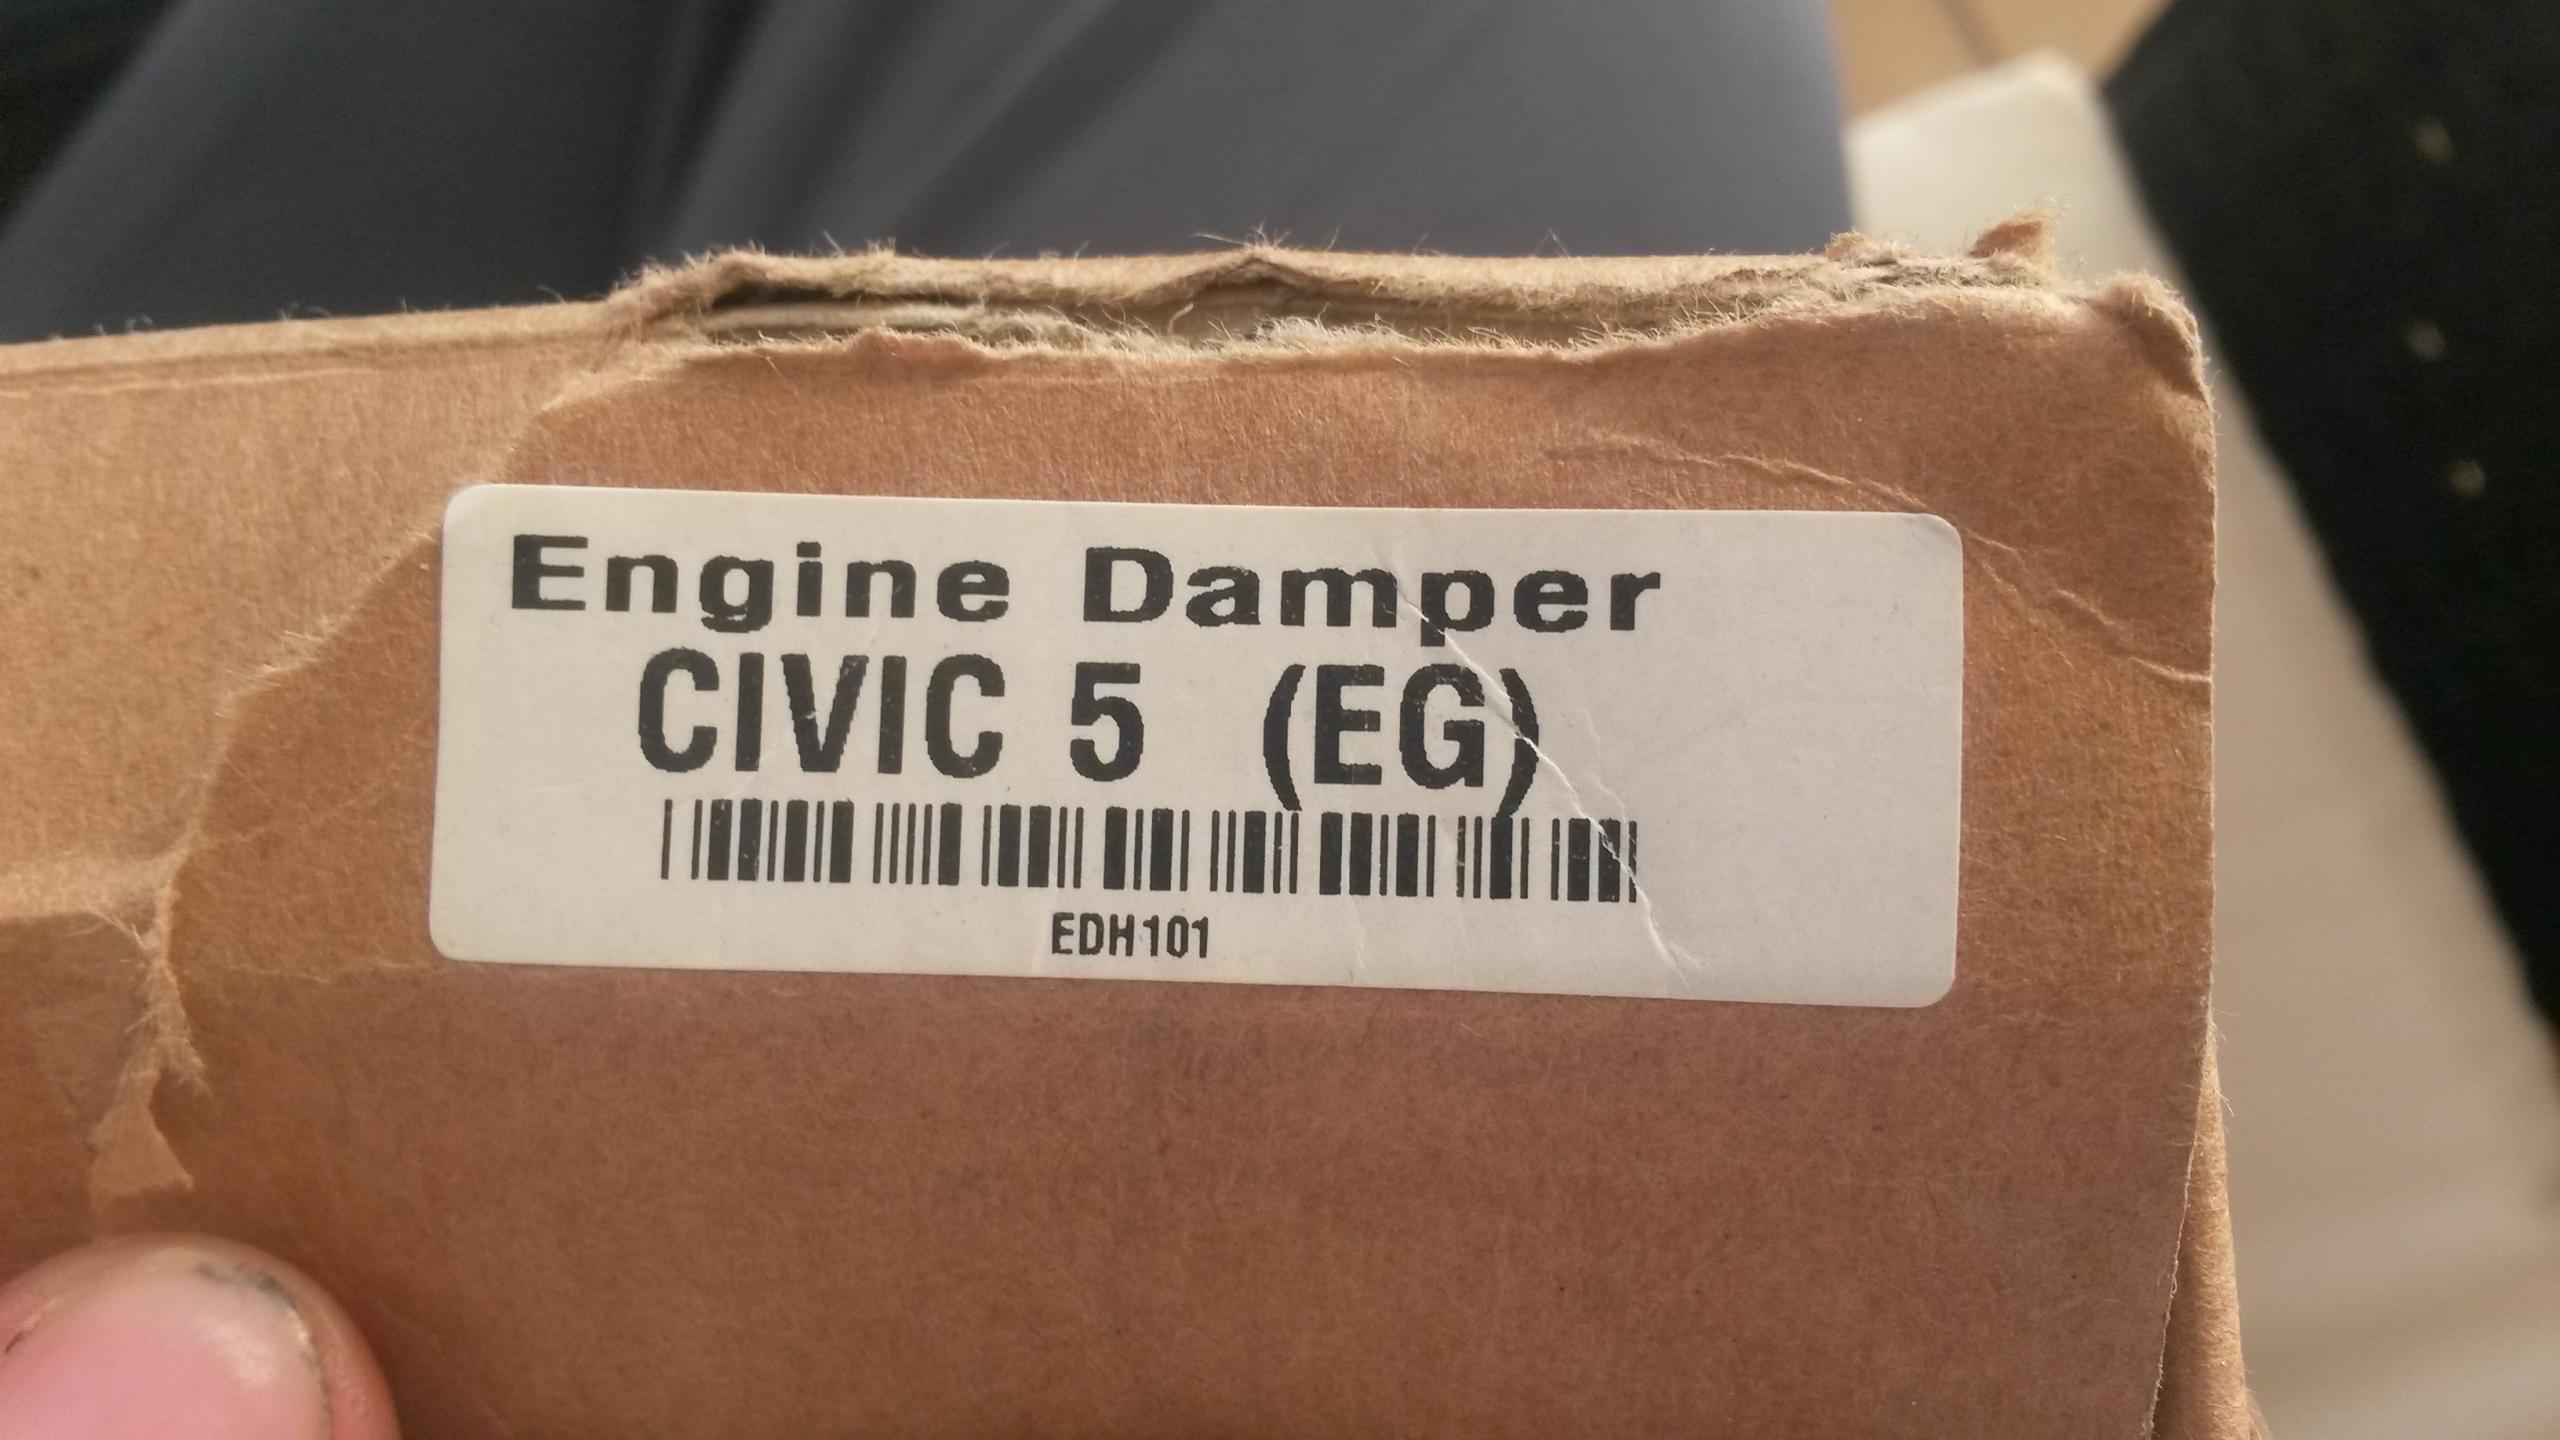 Engine Damper
CIVIC 5 (EG)
EDH101